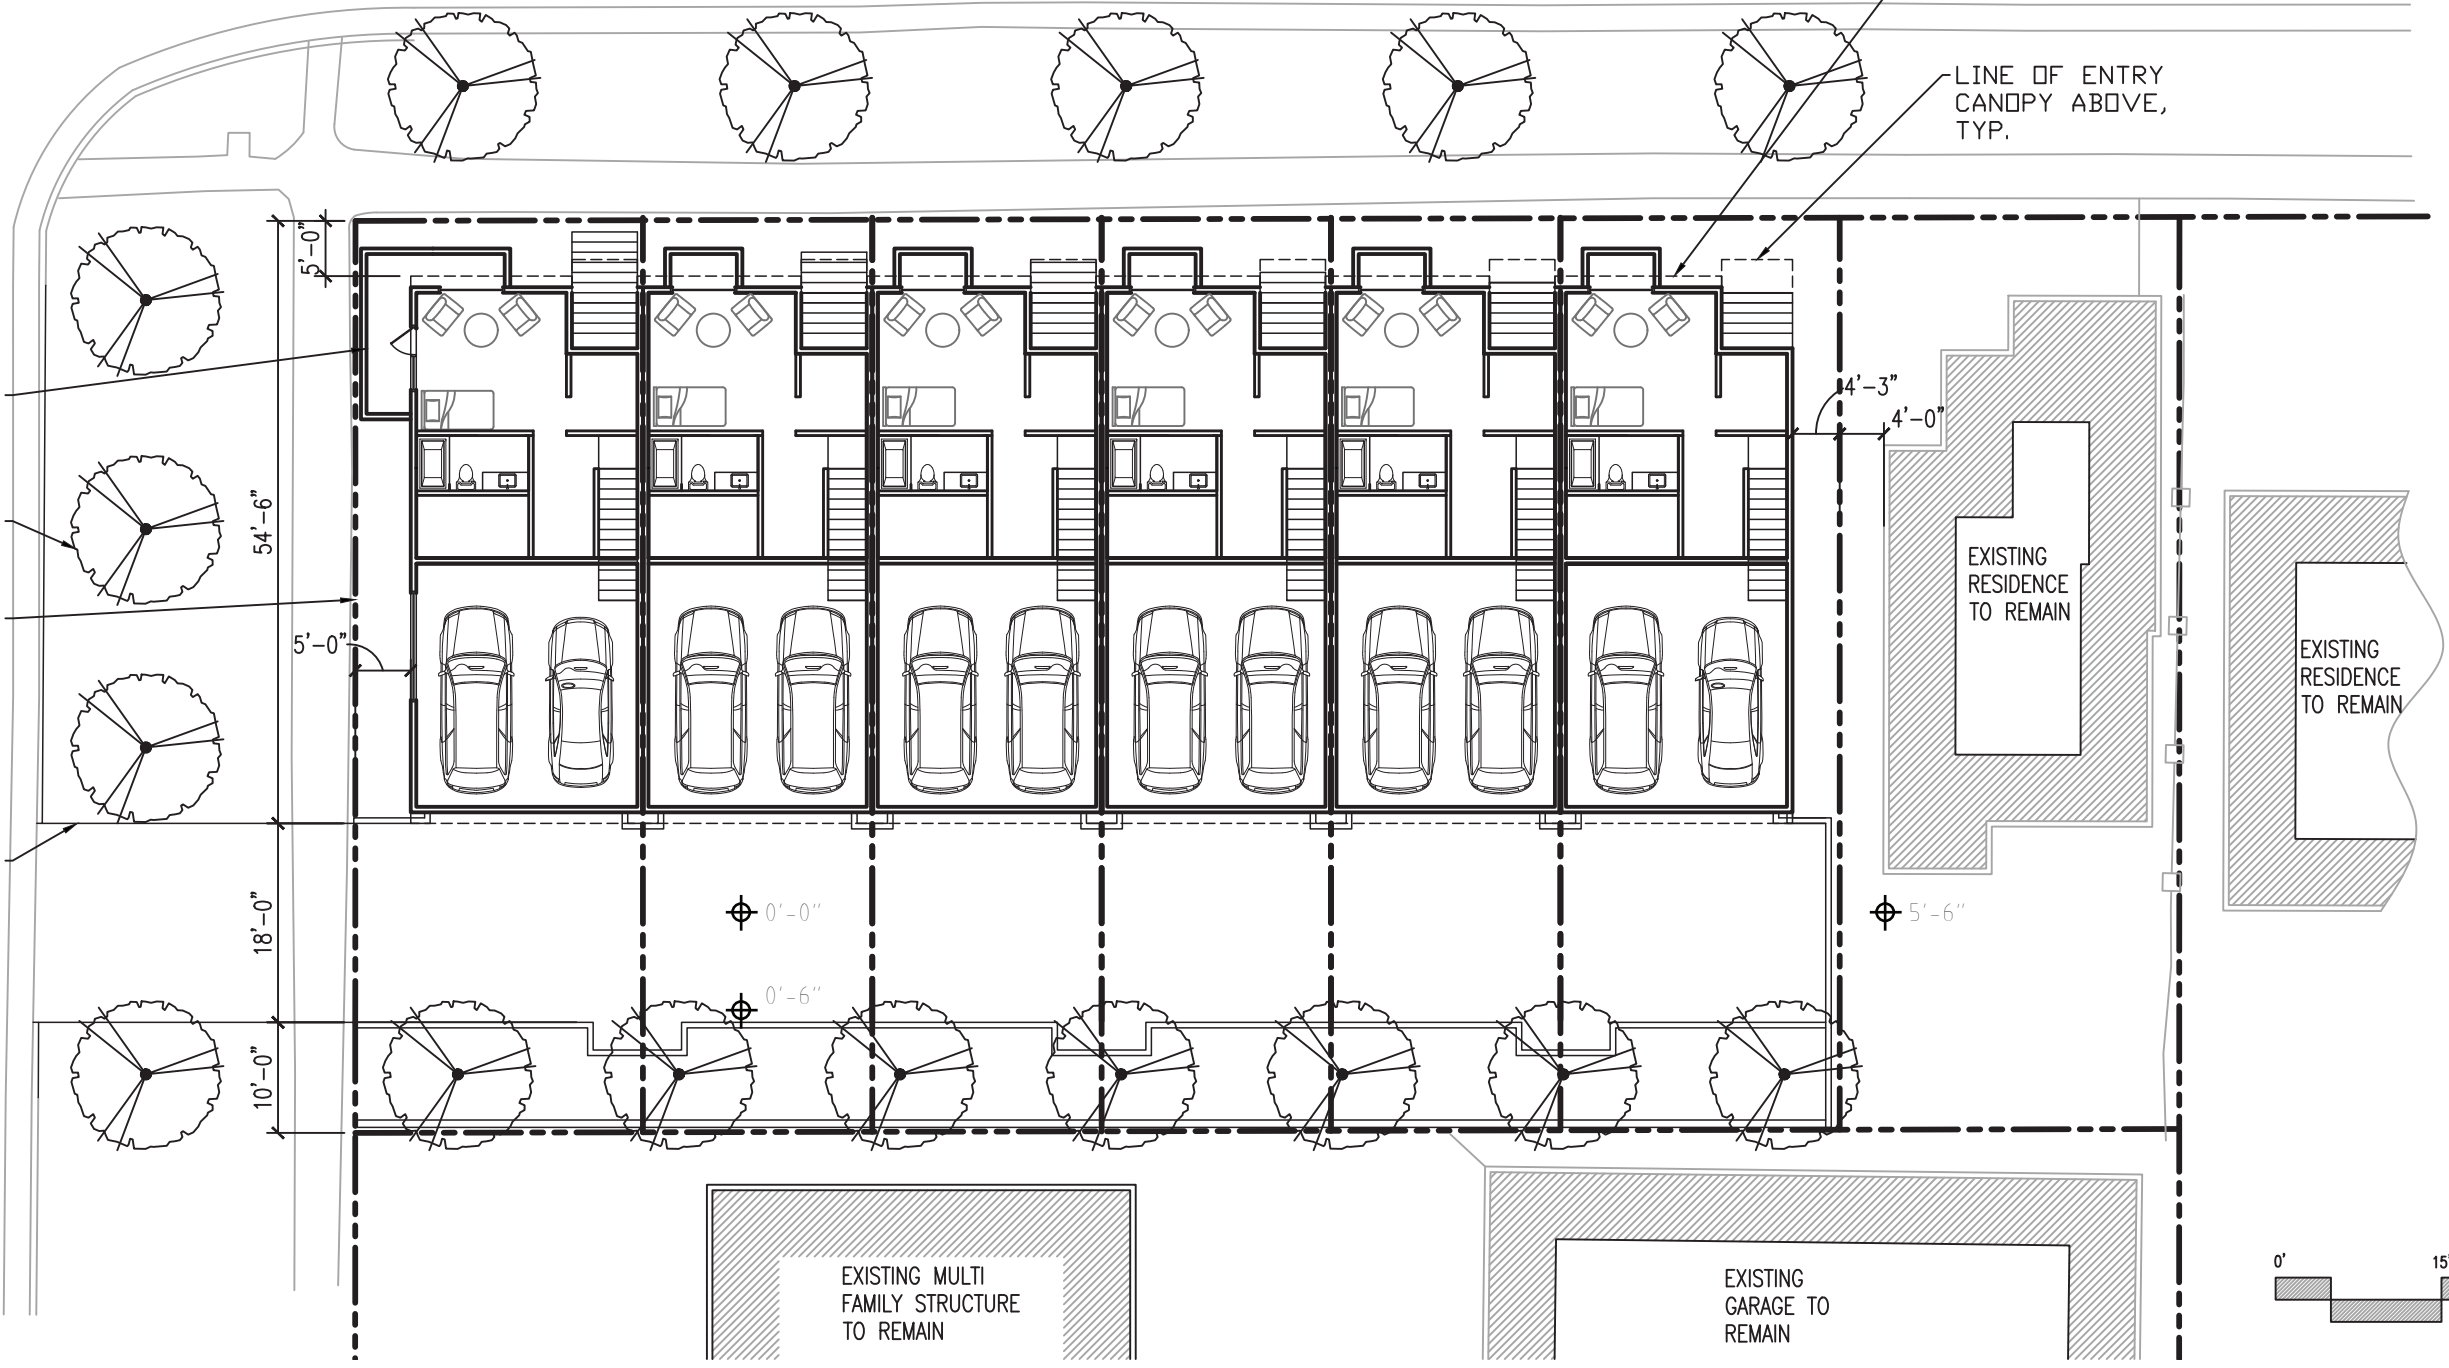 LINE OF ENTRY
CANOPY ABOVE,
TYP.
5'-0"
4'-3"
4'-0"
54'-6"
EXISTING
RESIDENCE
TO REMAIN
5'-0"
EXISTING
RESIDENCE
TO REMAIN
18'-0"
0'-0"
5'-6"
0'-6"
10'-0"
EXISTING MULTI
FAMILY STRUCTURE
TO REMAIN
EXISTING
GARAGE TO
REMAIN
0'
15'